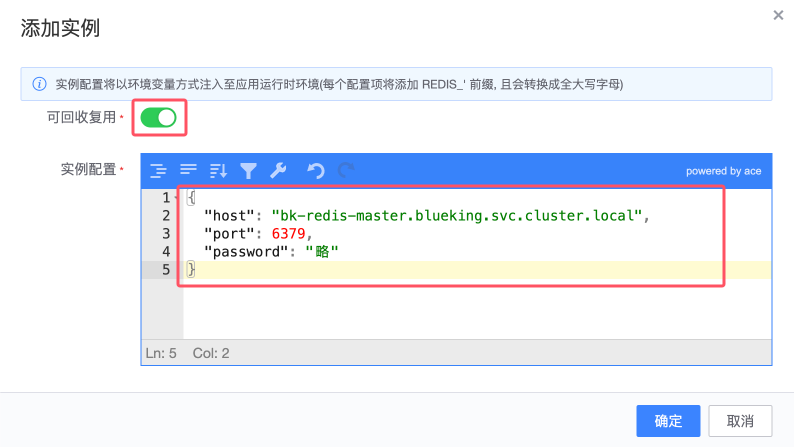 添加实例
实例配置将以环境变量方式注入至应用运行时环境(每个配置项将添加 REDIS_' 前缀, 且会转换成全大写字母)
可回收复用 *
实例配置 *
powered by ace
1 {
2 "host": "bk-redis-master.blueking.svc.cluster.local",
3 "port": 6379,
4 "password": "略"
5 }
Ln: 5 Col: 2
确定 取消